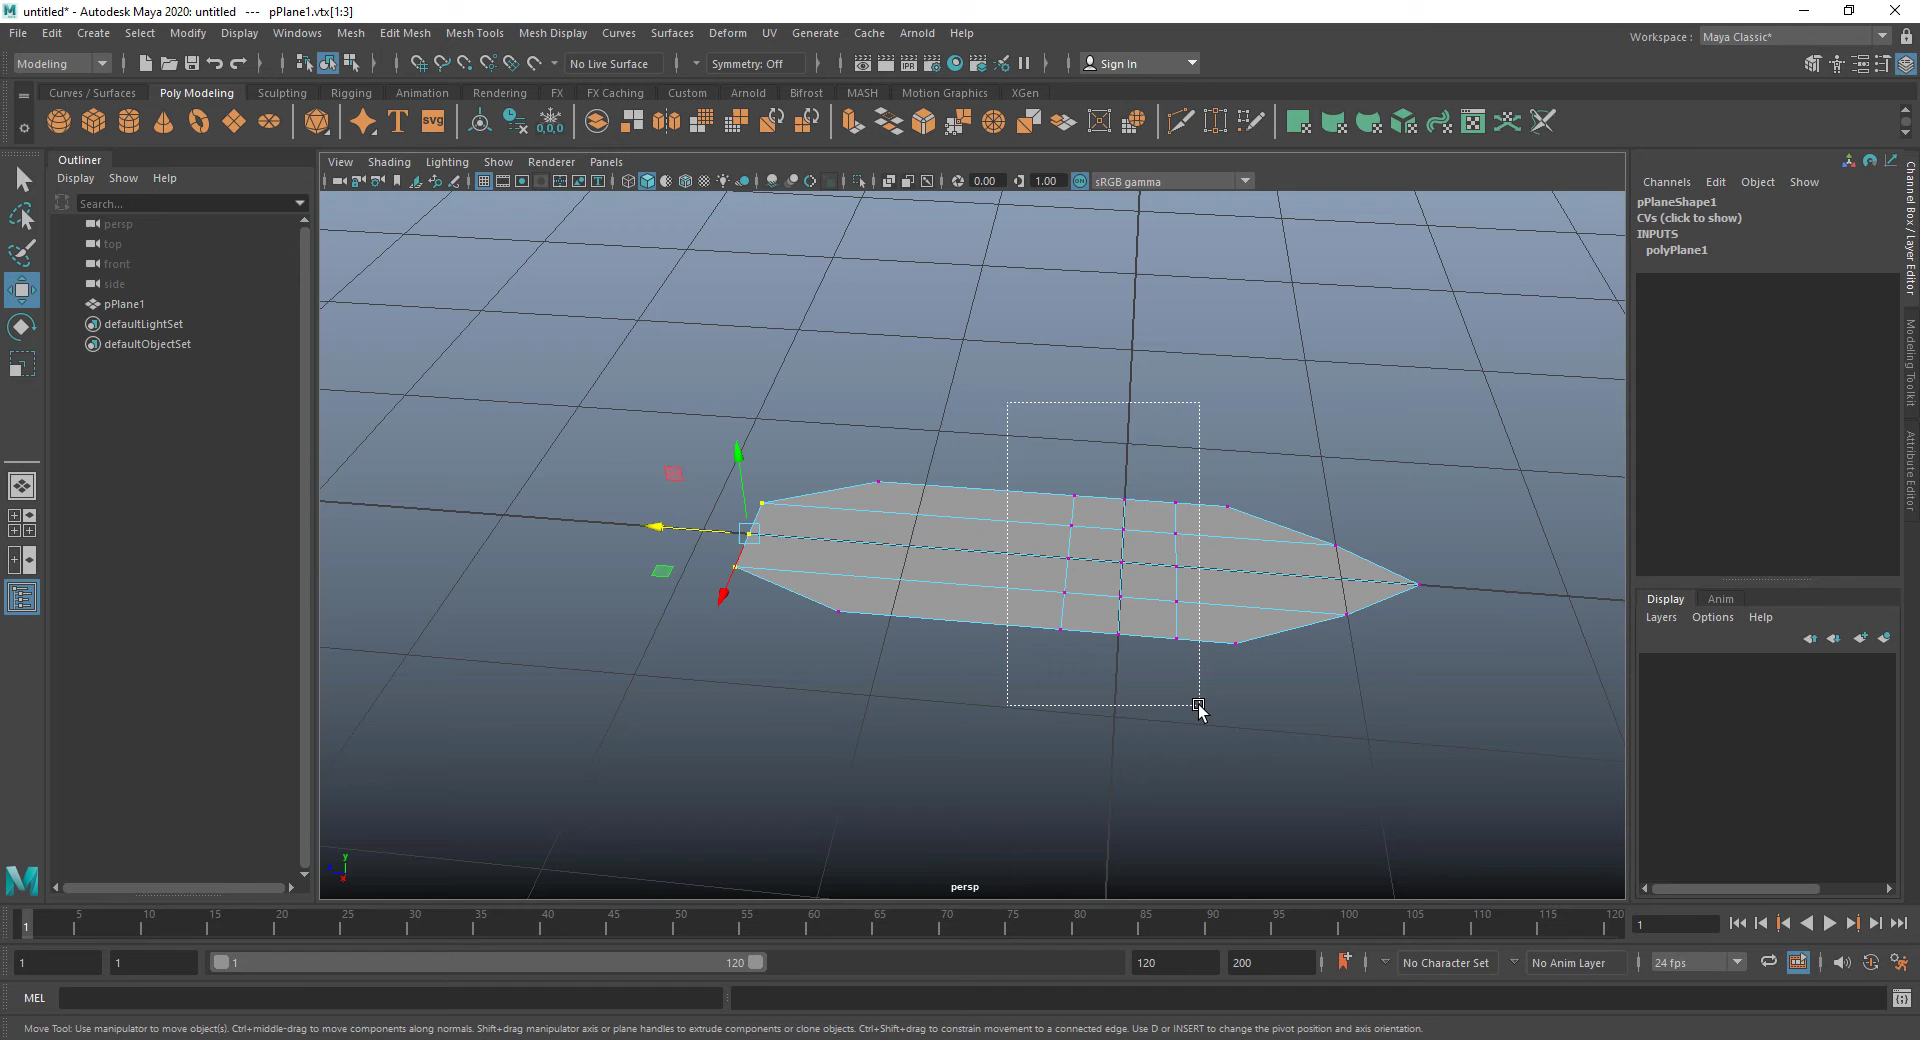 untitled* - Autodesk Maya 2020: untitled --- pPlane1.vtx[1:3]
File Edit Create Select Modify Display Windows Mesh Edit Mesh Mesh Tools Mesh Display Curves Surfaces Deform UV Generate Cache Arnold Help
Workspace : Maya Classic*
Modeling No Live Surface Symmetry: Off Sign In
Curves / Surfaces Poly Modeling Sculpting Rigging Animation Rendering FX FX Caching Custom Arnold Bifrost MASH Motion Graphics XGen
T SVG 0,0,0
Outliner
Display Show Help
Search...
persp
top
front
side
pPlane1
defaultLightSet
defaultObjectSet
View Shading Lighting Show Renderer Panels
0.00 1.00 ON sRGB gamma
persp
y
x
Channels Edit Object Show
pPlaneShape1
CVs (click to show)
INPUTS
polyPlane1
Display Anim
Layers Options Help
Channel Box / Layer Editor
Modeling Toolkit
Attribute Editor
1 5 10 15 20 25 30 35 40 45 50 55 60 65 70 75 80 85 90 95 100 105 110 115 120
1
1 1 1 120 120 200 No Character Set No Anim Layer 24 fps
MEL
Move Tool: Use manipulator to move object(s). Ctrl+middle-drag to move components along normals. Shift+drag manipulator axis or plane handles to extrude components or clone objects. Ctrl+Shift+drag to constrain movement to a connected edge. Use D or INSERT to change the pivot position and axis orientation.